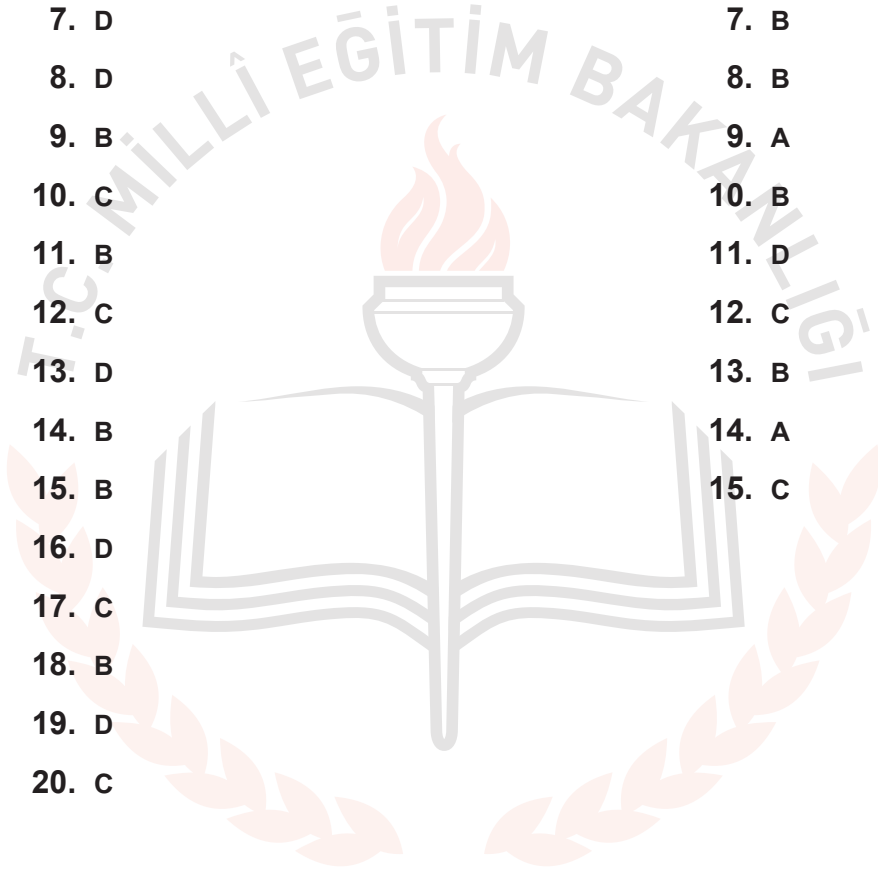 T.C. MİLLÎ EĞİTİM BAKANLIĞI
7. D
8. D
9. B
10. C
11. B
12. C
13. D
14. B
15. B
16. D
17. C
18. B
19. D
20. C
7. B
8. B
9. A
10. B
11. D
12. C
13. B
14. A
15. C